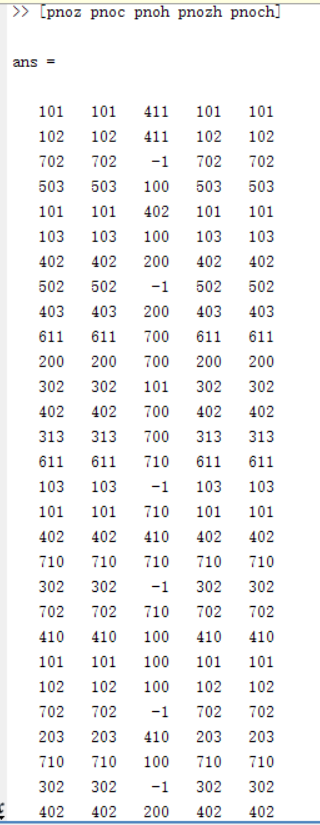 >> [pnoz pnoc pnoh pnozh pnoch]
ans =
101 101 411 101 101
102 102 411 102 102
702 702 -1 702 702
503 503 100 503 503
101 101 402 101 101
103 103 100 103 103
402 402 200 402 402
502 502 -1 502 502
403 403 200 403 403
611 611 700 611 611
200 200 700 200 200
302 302 101 302 302
402 402 700 402 402
313 313 700 313 313
611 611 710 611 611
103 103 -1 103 103
101 101 710 101 101
402 402 410 402 402
710 710 710 710 710
302 302 -1 302 302
702 702 710 702 702
410 410 100 410 410
101 101 100 101 101
102 102 100 102 102
702 702 -1 702 702
203 203 410 203 203
710 710 100 710 710
302 302 -1 302 302
402 402 200 402 402